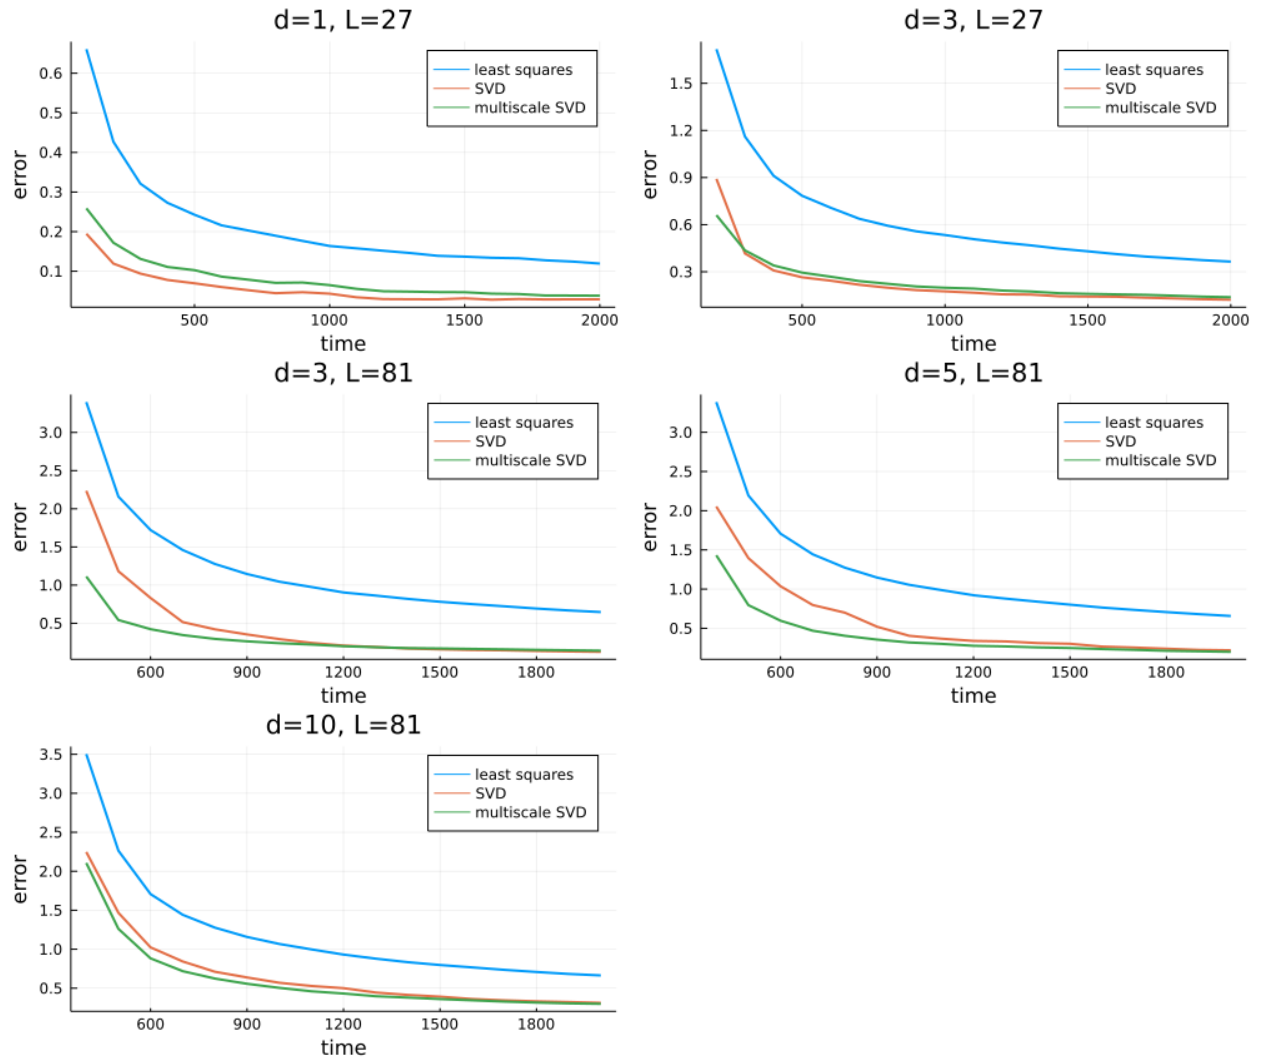 d=1, L=27
least squares
SVD
multiscale SVD
error
0.6
0.5
0.4
0.3
0.2
0.1
500
1000
1500
2000
time
d=3, L=27
least squares
SVD
multiscale SVD
error
1.5
1.2
0.9
0.6
0.3
500
1000
1500
2000
time
d=3, L=81
least squares
SVD
multiscale SVD
error
3.0
2.5
2.0
1.5
1.0
0.5
600
900
1200
1500
1800
time
d=5, L=81
least squares
SVD
multiscale SVD
error
3.0
2.5
2.0
1.5
1.0
0.5
600
900
1200
1500
1800
time
d=10, L=81
least squares
SVD
multiscale SVD
error
3.5
3.0
2.5
2.0
1.5
1.0
0.5
600
900
1200
1500
1800
time